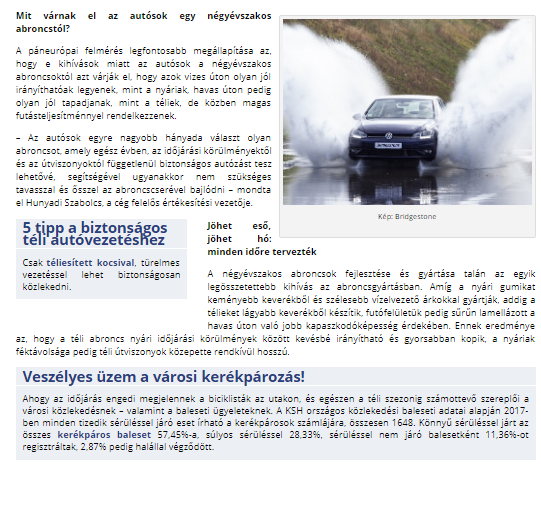 Mit várnak el az autósok egy négyévszakos
abroncstól?
A páneurópai felmérés legfontosabb megállapítása az,
hogy e kihívások miatt az autósok a négyévszakos
abroncsoktól azt várják el, hogy azok vizes úton olyan jól
irányíthatóak legyenek, mint a nyáriak, havas úton pedig
olyan jól tapadjanak, mint a téliek, de közben magas
futásteljesítménnyel rendelkezzenek.
– Az autósok egyre nagyobb hányada választ olyan
abroncsot, amely egész évben, az időjárási körülményektől
és az útviszonyoktól függetlenül biztonságos autózást tesz
lehetővé, segítségével ugyanakkor nem szükséges
tavasszal és ősszel az abroncscserével bajlódni – mondta
el Hunyadi Szabolcs, a cég felelős értékesítési vezetője.
Kép: Bridgestone
5 tipp a biztonságos
téli autóvezetéshez
Csak téliesített kocsival, türelmes
vezetéssel lehet biztonságosan
közlekedni.
Jöhet eső,
jöhet hó:
minden időre tervezték
A négyévszakos abroncsok fejlesztése és gyártása talán az egyik
legösszetettebb kihívás az abroncsgyártásban. Amíg a nyári gumikat
keményebb keverékből és szélesebb vízelvezető árkokkal gyártják, addig a
télieket lágyabb keverékből készítik, futófelületük pedig sűrűn lamellázott a
havas úton való jobb kapaszkodóképesség érdekében. Ennek eredménye
az, hogy a téli abroncs nyári időjárási körülmények között kevésbé irányítható és gyorsabban kopik, a nyáriak
féktávolsága pedig téli útviszonyok közepette rendkívül hosszú.
Veszélyes üzem a városi kerékpározás!
Ahogy az időjárás engedi megjelennek a biciklisták az utakon, és egészen a téli szezonig számottevő szereplői a
városi közlekedésnek – valamint a baleseti ügyeleteknek. A KSH országos közlekedési baleseti adatai alapján 2017-
ben minden tizedik sérüléssel járó eset írható a kerékpárosok számlájára, összesen 1648. Könnyű sérüléssel járt az
összes kerékpáros baleset 57,45%-a, súlyos sérüléssel 28,33%, sérüléssel nem járó balesetként 11,36%-ot
regisztráltak, 2,87% pedig halállal végződött.